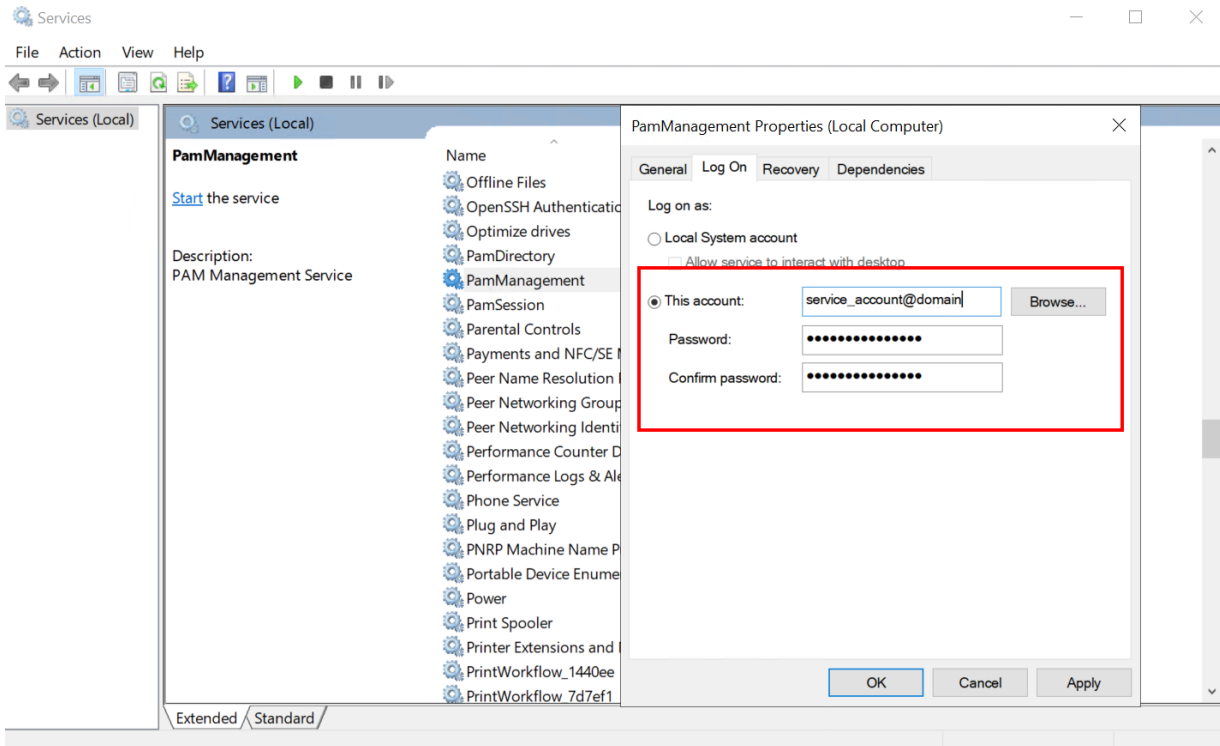 Services
File Action View Help
Services (Local)
Services (Local)
PamManagement
Start the service
Description:
PAM Management Service
Name
Offline Files
OpenSSH Authenticatio
Optimize drives
PamDirectory
PamManagement
PamSession
Parental Controls
Payments and NFC/SE M
Peer Name Resolution
Peer Networking Group
Peer Networking Identi
Performance Counter D
Performance Logs & Ale
Phone Service
Plug and Play
PNRP Machine Name P
Portable Device Enume
Power
Print Spooler
Printer Extensions and
PrintWorkflow_1440ee
PrintWorkflow_7d7ef1
Extended Standard
PamManagement Properties (Local Computer)
General Log On Recovery Dependencies
Log on as:
Local System account
Allow service to interact with desktop
This account: service_account@domain Browse...
Password: •••••••••••••••
Confirm password: •••••••••••••••
OK Cancel Apply